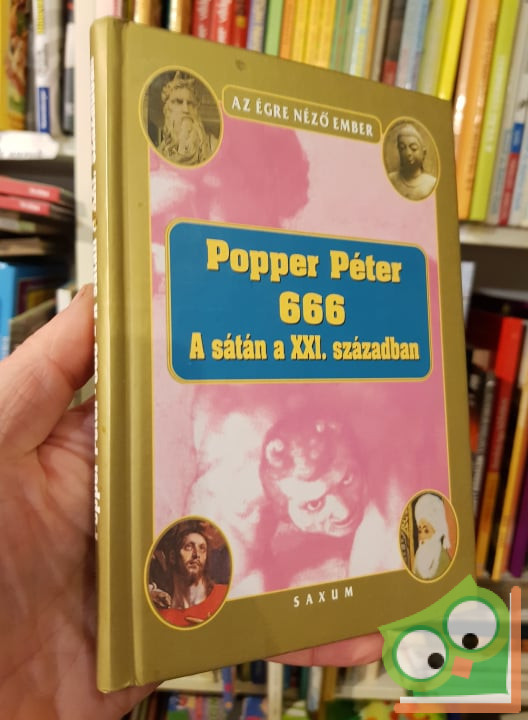 AZ ÉGRE NÉZŐ EMBER
Popper Péter
666
A sátán a XXI. században
SAXUM